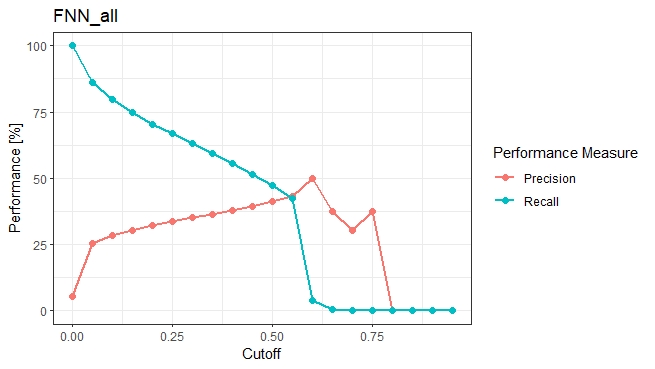 FNN_all
Performance [%]
100
75
50
25
0
0.00 0.25 0.50 0.75
Cutoff
Performance Measure
Precision
Recall